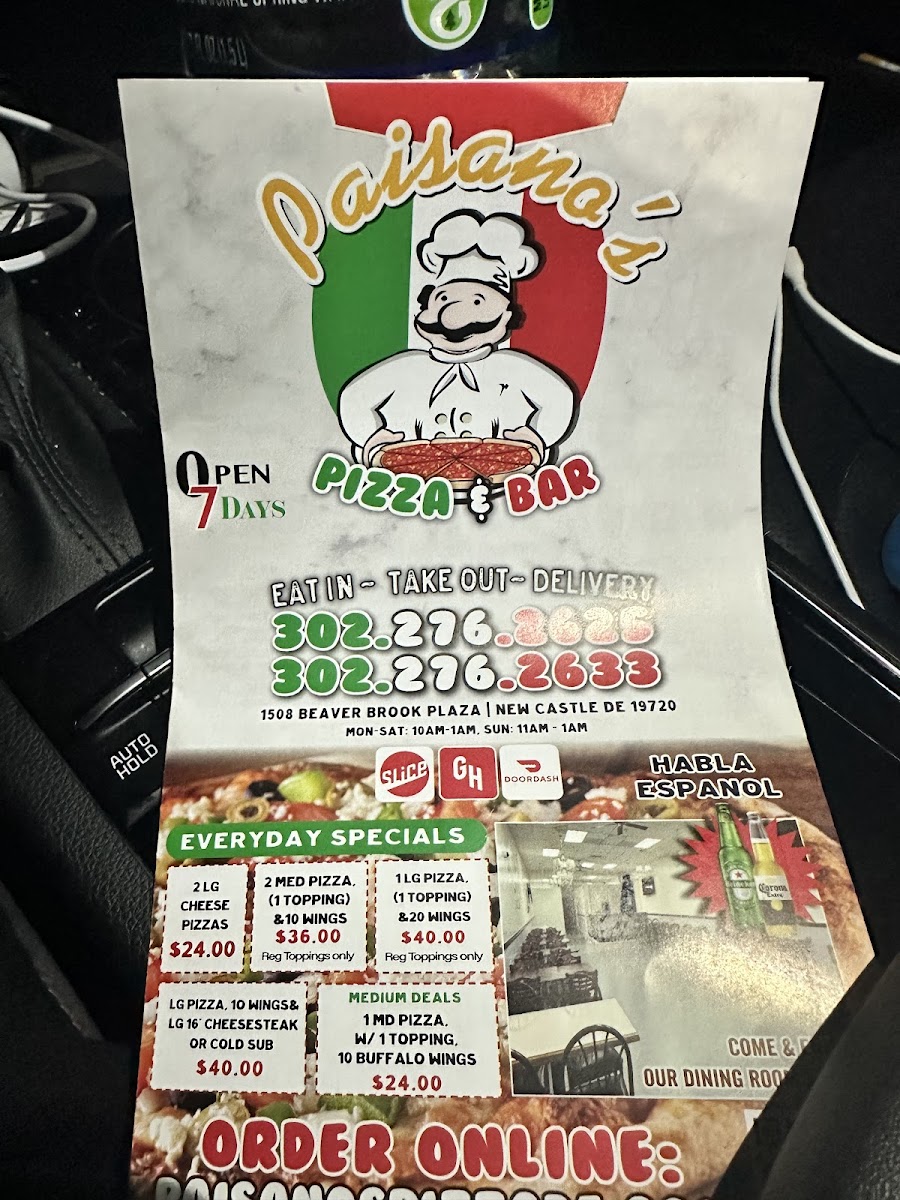 Paisano's
PIZZA & BAR
OPEN
7 DAYS
EAT IN ~ TAKE OUT ~ DELIVERY
302.276.2625
302.276.2633
1508 BEAVER BROOK PLAZA | NEW CASTLE DE 19720
MON-SAT: 10AM-1AM, SUN: 11AM - 1AM
AUTO
HOLD
SLICE
GH
DOORDASH
HABLA
ESPANOL
EVERYDAY SPECIALS
2 LG
CHEESE
PIZZAS
$24.00
2 MED PIZZA,
(1 TOPPING)
&10 WINGS
$36.00
Reg Toppings only
1 LG PIZZA,
(1 TOPPING)
&20 WINGS
$40.00
Reg Toppings only
Corona
Extra
LG PIZZA, 10 WINGS&
LG 16" CHEESESTEAK
OR COLD SUB
$40.00
MEDIUM DEALS
1 MD PIZZA,
W/ 1 TOPPING,
10 BUFFALO WINGS
$24.00
COME &
OUR DINING
ORDER ONLINE: